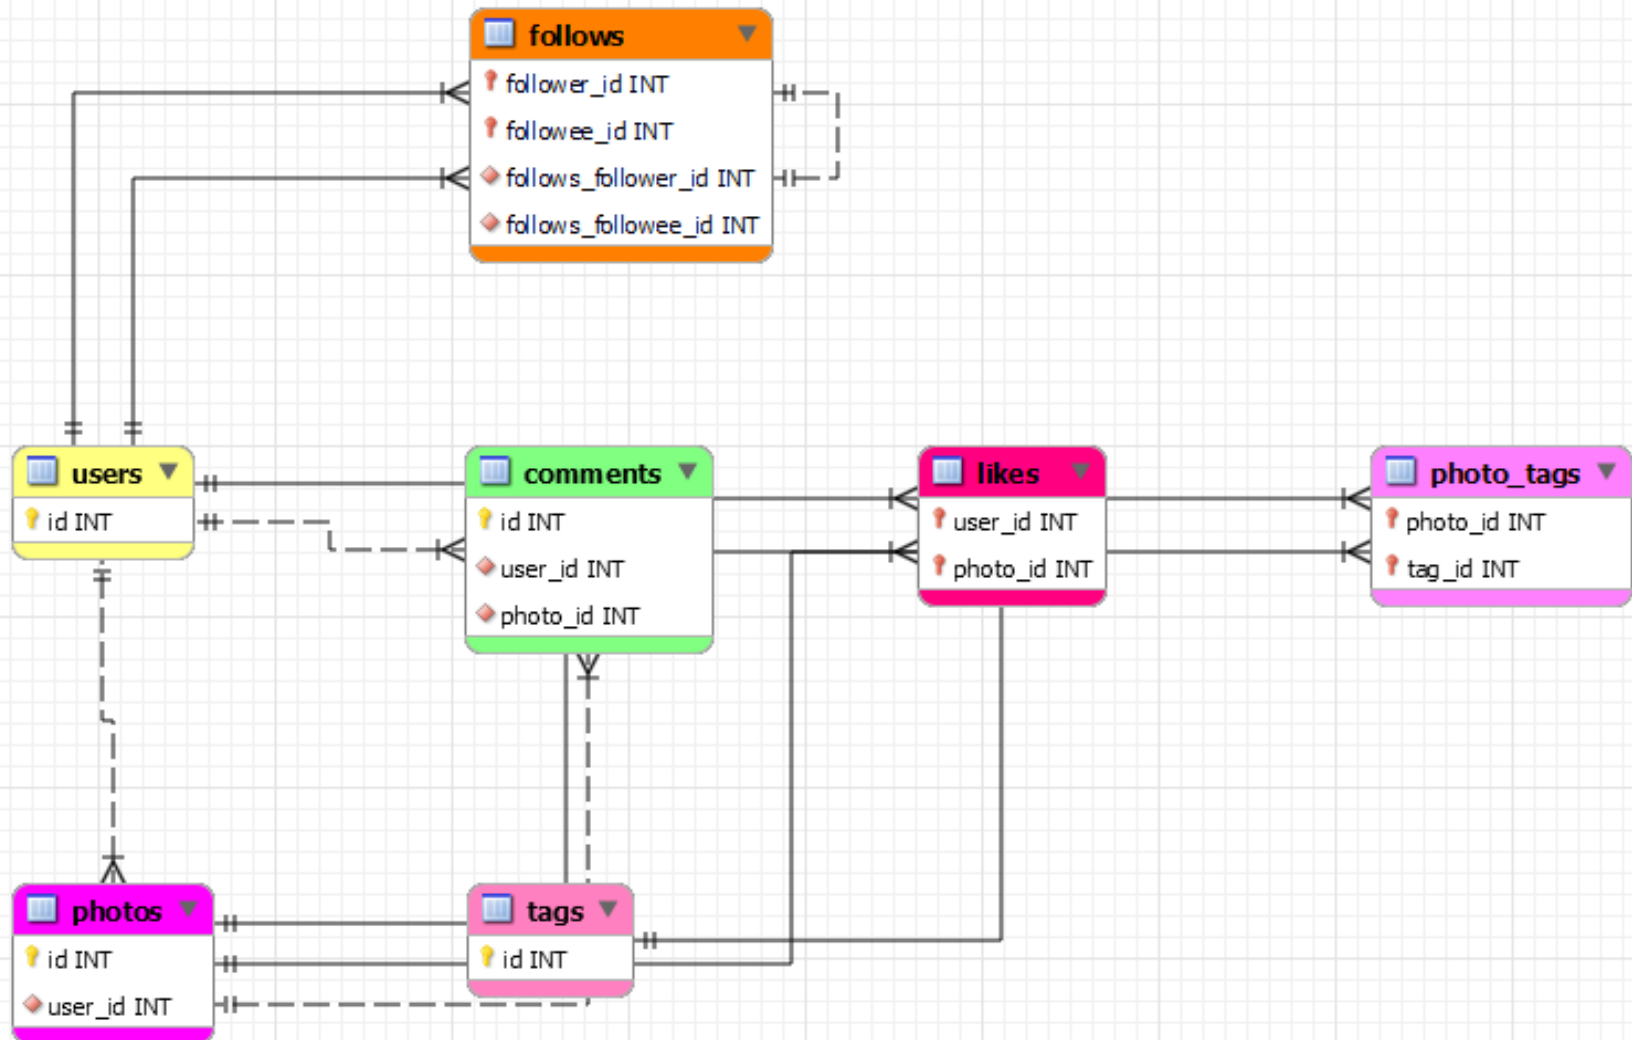 follows
follower_id INT
followee_id INT
follows_follower_id INT
follows_followee_id INT
users
id INT
comments
id INT
user_id INT
photo_id INT
likes
user_id INT
photo_id INT
photo_tags
photo_id INT
tag_id INT
photos
id INT
user_id INT
tags
id INT